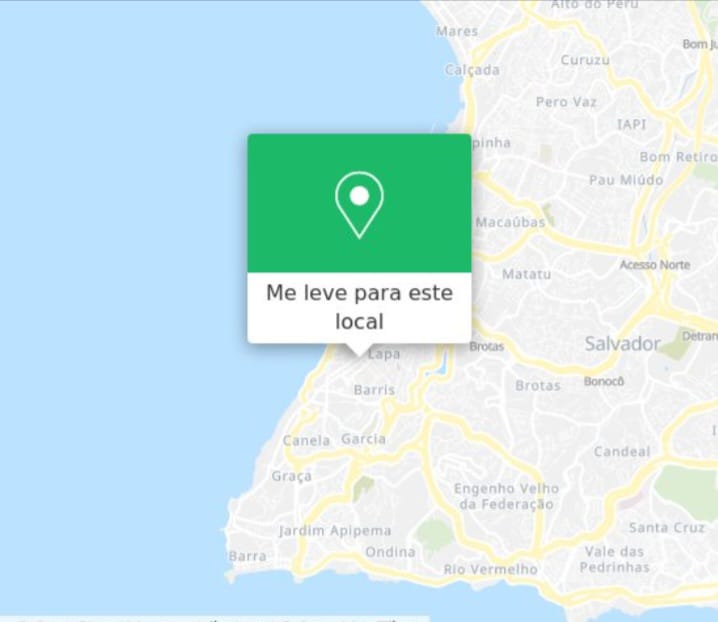 Alto do Peru
Mares
Bom Ju
Curuzu
Calçada
Pero Vaz
IAPI
pinha
Bom Retiro
Pau Miúdo
Macaúbas
Acesso Norte
Matatu
Me leve para este
local
Detran
Salvador
Brotas
Lapa
Bonocô
Brotas
Barris
Canela
Garcia
Candeal
Graça
Engenho Velho
da Federação
Jardim Apipema
Santa Cruz
Ondina
Vale das
Pedrinhas
Barra
Rio Vermelho